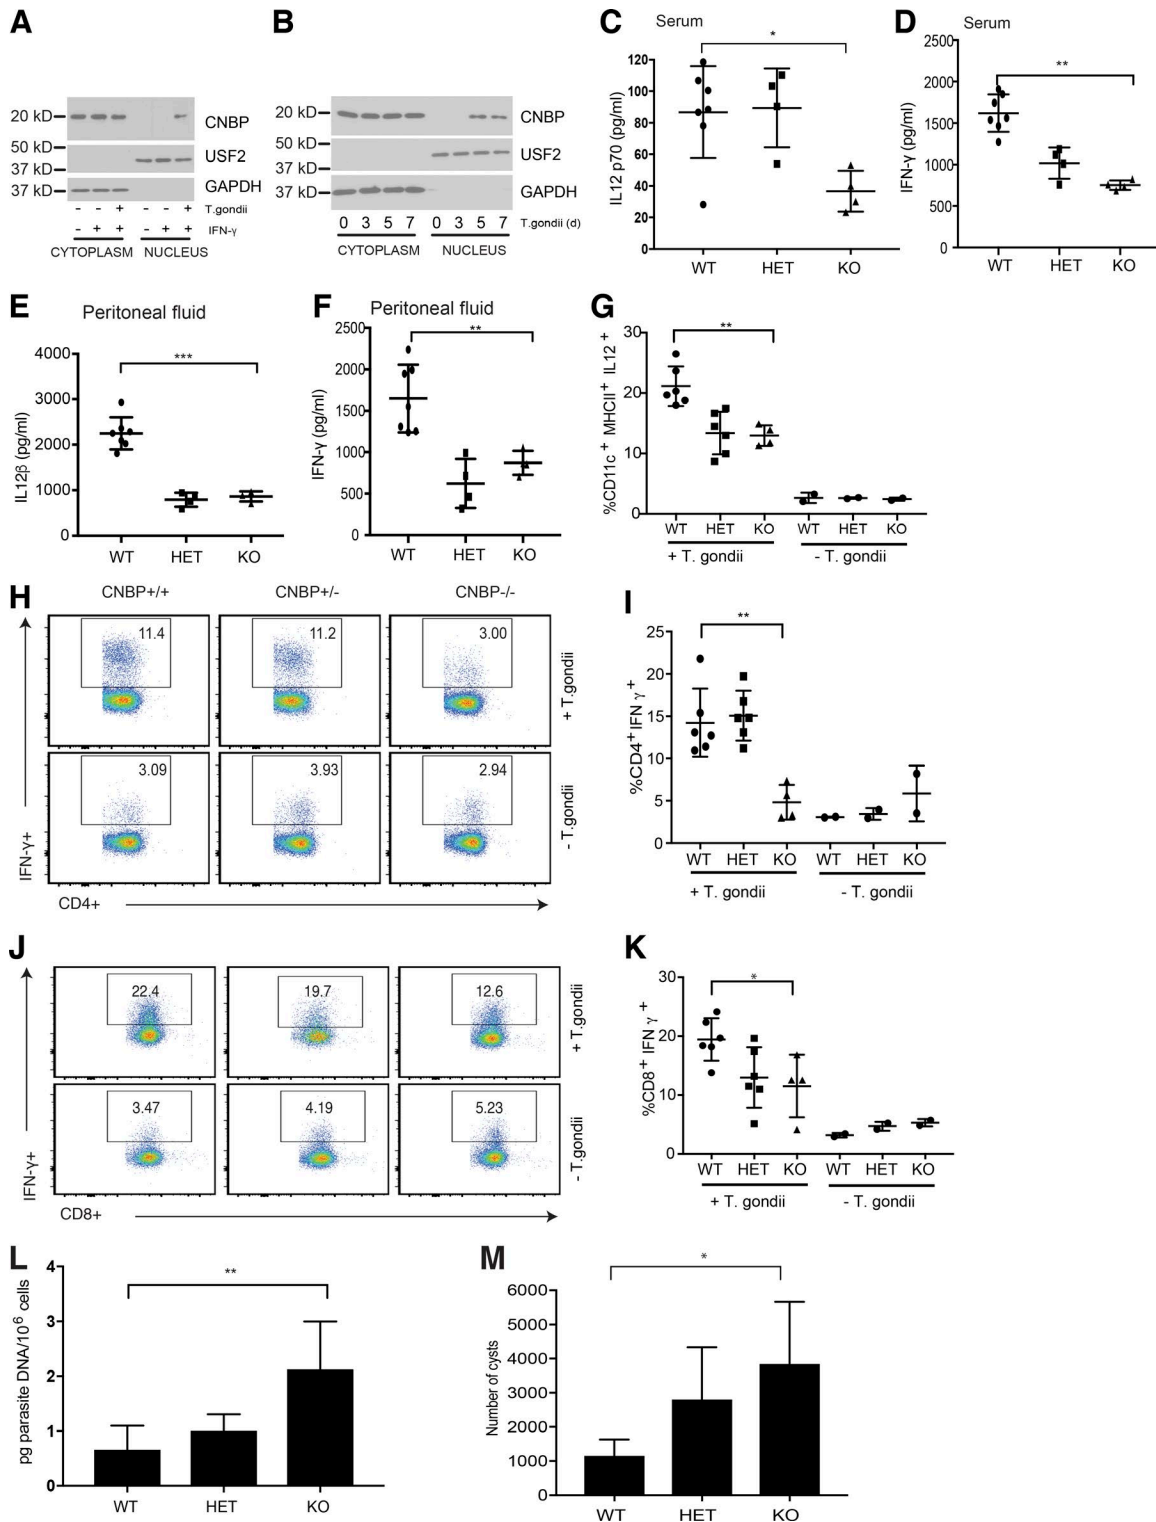 A
20 kD
50 kD
37 kD
37 kD
CNBP
USF2
GAPDH
- - + - - + T.gondii
- + + - + + IFN-γ
CYTOPLASM NUCLEUS
B
20 kD
50 kD
37 kD
37 kD
CNBP
USF2
GAPDH
0 3 5 7 0 3 5 7 T.gondii (d)
CYTOPLASM NUCLEUS
C
Serum
*
IL12 p70 (pg/ml)
120
100
80
60
40
20
0
WT HET KO
D
Serum
**
IFN-γ (pg/ml)
2500
2000
1500
1000
500
0
WT HET KO
E
Peritoneal fluid
***
IL12β (pg/ml)
4000
3000
2000
1000
0
WT HET KO
F
Peritoneal fluid
**
IFN-γ (pg/ml)
2500
2000
1500
1000
500
0
WT HET KO
G
**
%CD11c+ MHCII+ IL12+
30
20
10
0
WT HET KO WT HET KO
+ T. gondii - T. gondii
H
CNBP+/+ CNBP+/- CNBP-/-
11.4 11.2 3.00
+ T.gondii
3.09 3.93 2.94
- T.gondii
IFN-γ+
CD4+
I
**
%CD4+IFN γ+
25
20
15
10
5
0
WT HET KO WT HET KO
+ T. gondii - T. gondii
J
22.4 19.7 12.6
+ T.gondii
3.47 4.19 5.23
- T.gondii
IFN-γ+
CD8+
K
*
%CD8+ IFN γ+
30
20
10
0
WT HET KO WT HET KO
+ T. gondii - T. gondii
L
**
pg parasite DNA/10⁶ cells
4
3
2
1
0
WT HET KO
M
*
Number of cysts
6000
5000
4000
3000
2000
1000
0
WT HET KO